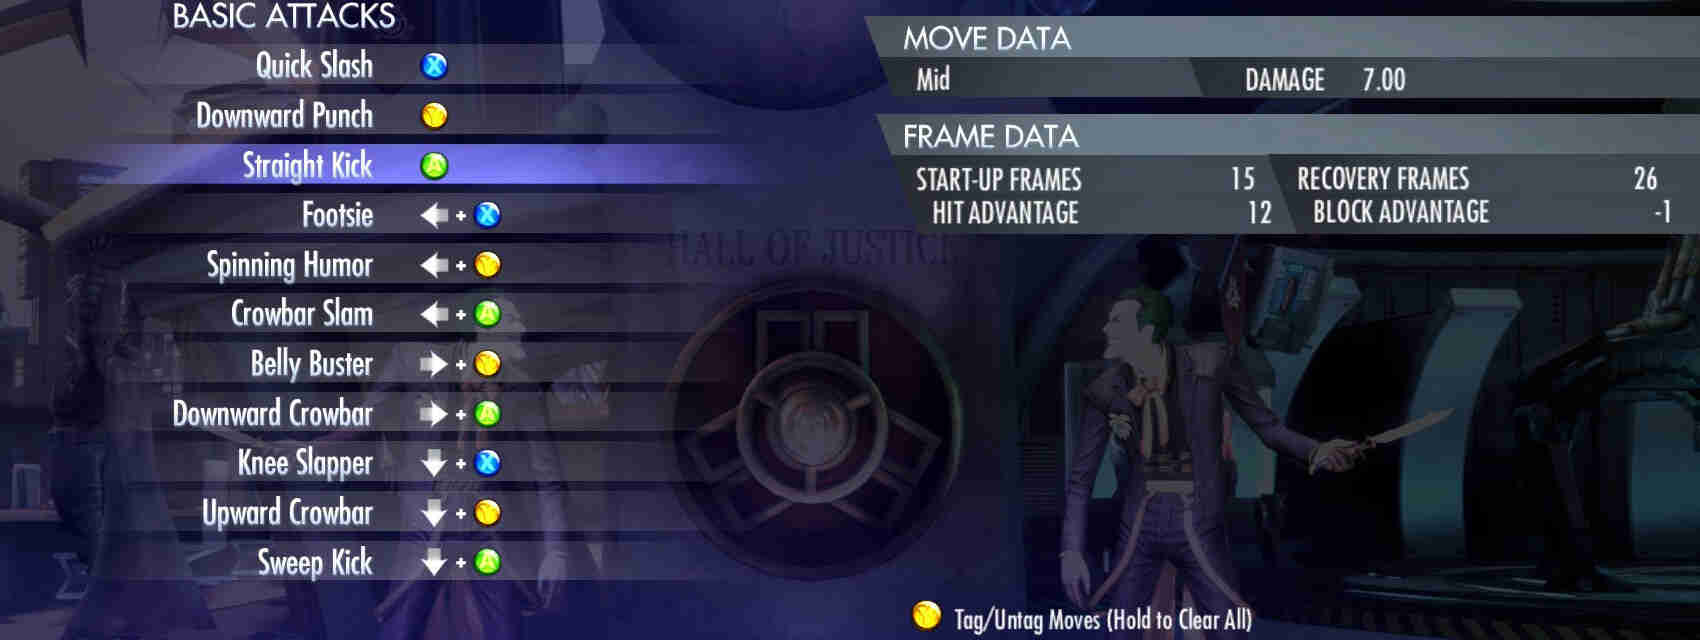 BASIC ATTACKS
Quick Slash X
Downward Punch Y
Straight Kick A
Footsie + X
Spinning Humor + Y
Crowbar Slam + A
Belly Buster + Y
Downward Crowbar + A
Knee Slapper + X
Upward Crowbar + Y
Sweep Kick + A
MOVE DATA
Mid DAMAGE 7.00
FRAME DATA
START-UP FRAMES 15 RECOVERY FRAMES 26
HIT ADVANTAGE 12 BLOCK ADVANTAGE -1
HALL OF JUSTICE
Y Tag/Untag Moves (Hold to Clear All)